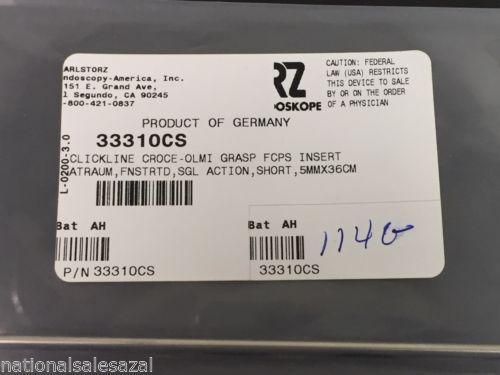 ARLSTORZ
ndoscopy-America, Inc.
151 E. Grand Ave,
l Segundo, CA 90245
-800-421-0837
RZ
OSKOPE
CAUTION: FEDERAL
LAW (USA) RESTRICTS
THIS DEVICE TO SALE
BY OR ON THE ORDER
OF A PHYSICIAN
PRODUCT OF GERMANY
33310CS
L-0200-3.0
CLICKLINE CROCE-OLMI GRASP FCPS INSERT
ATRAUM,FNSTRTD,SGL ACTION,SHORT,5MMX36CM
Bat AH
P/N 33310CS
Bat AH
33310CS
nationalsalesazal